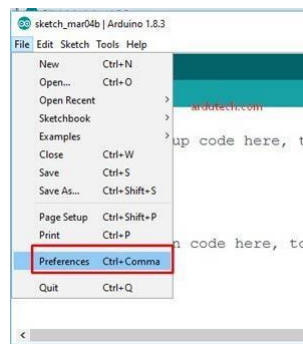 sketch_mar04b | Arduino 1.8.3
File Edit Sketch Tools Help
New Ctrl+N
Open... Ctrl+O
Open Recent >
Sketchbook >
Examples >
Close Ctrl+W
Save Ctrl+S
Save As... Ctrl+Shift+S
Page Setup Ctrl+Shift+P
Print Ctrl+P
Preferences Ctrl+Comma
Quit Ctrl+Q
ardutech.com
up code here, t
n code here, to
<